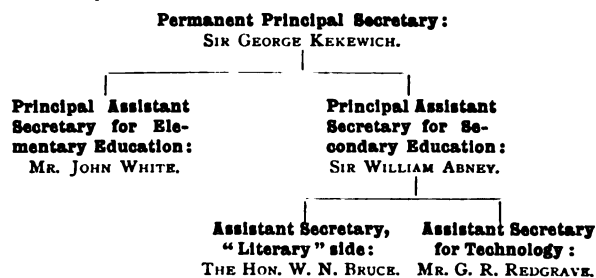 Permanent Principal Secretary:
Sir George Kekewich.
Principal Assistant
Secretary for Ele-
mentary Education:
Mr. John White.
Principal Assistant
Secretary for Se-
condary Education:
Sir William Abney.
Assistant Secretary,
“Literary” side:
The Hon. W. N. Bruce.
Assistant Secretary
for Technology:
Mr. G. R. Redgrave.